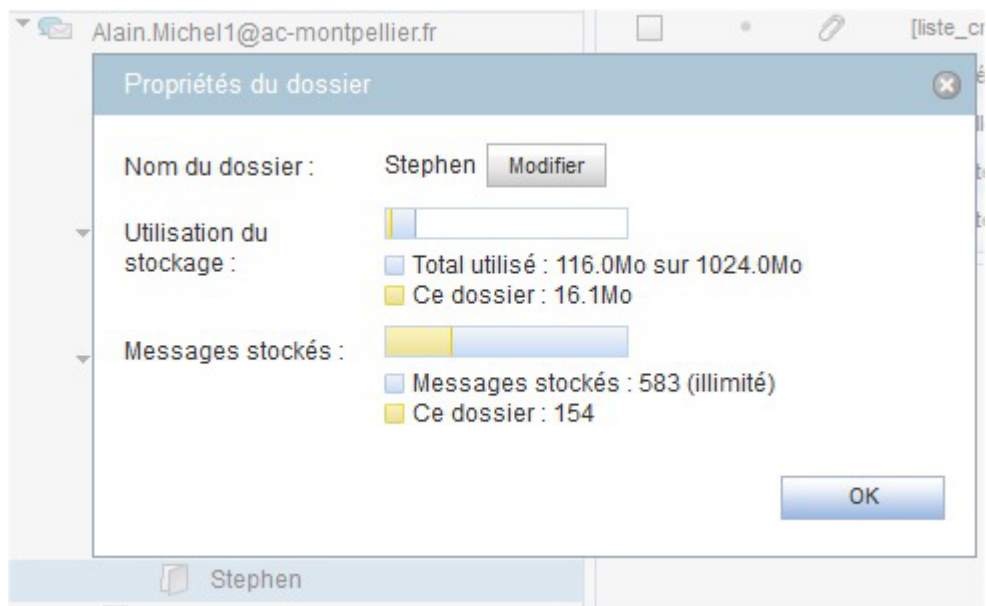 Alain.Michel1@ac-montpellier.fr
[liste_cr
Propriétés du dossier
Nom du dossier :
Stephen
Modifier
Utilisation du
stockage :
Total utilisé : 116.0Mo sur 1024.0Mo
Ce dossier : 16.1Mo
Messages stockés :
Messages stockés : 583 (illimité)
Ce dossier : 154
OK
Stephen